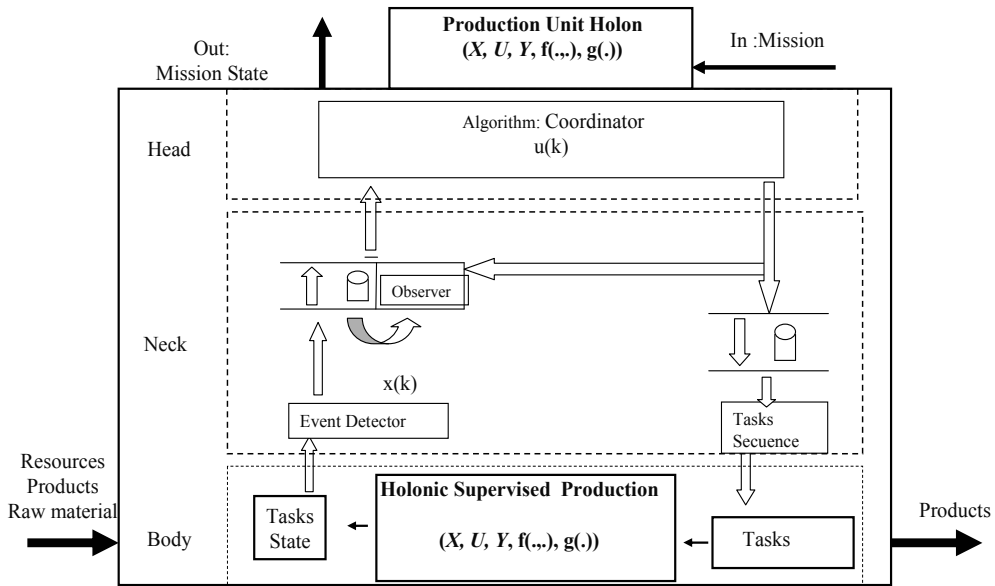 Production Unit Holon
(X, U, Y, f(.,.), g(.))
Out:
Mission State
In :Mission
Head
Algorithm: Coordinator
u(k)
Observer
Neck
x(k)
Event Detector
Tasks
Secuence
Resources
Products
Raw material
Body
Tasks
State
Holonic Supervised Production
(X, U, Y, f(.,.), g(.))
Tasks
Products